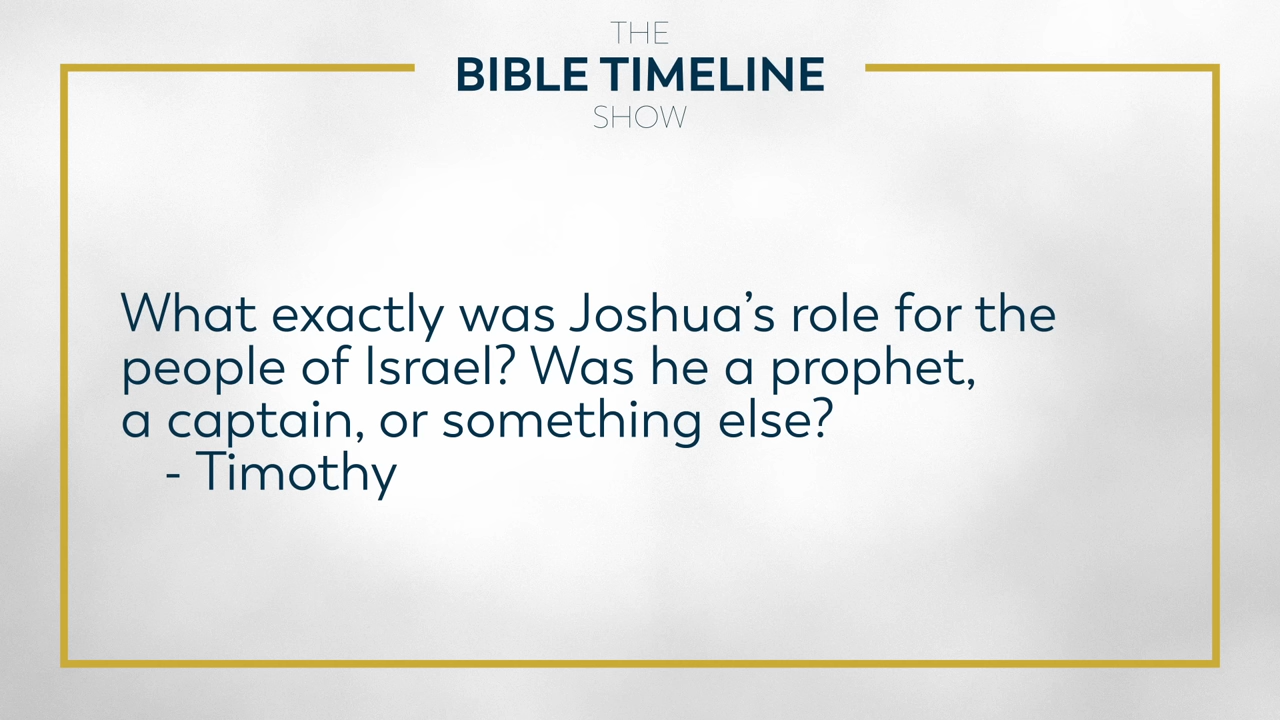 THE
BIBLE TIMELINE
SHOW
What exactly was Joshua’s role for the
people of Israel? Was he a prophet,
a captain, or something else?
- Timothy